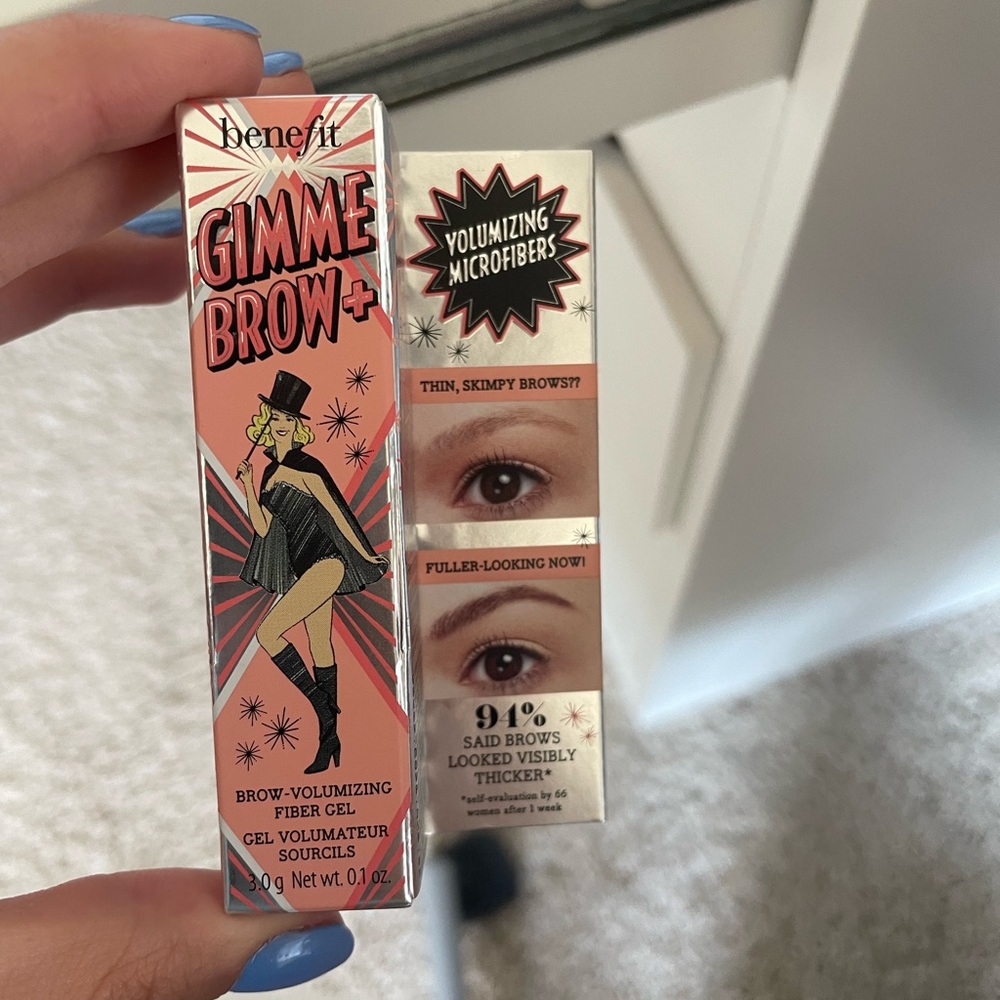 benefit
GIMME
BROW+
BROW-VOLUMIZING
FIBER GEL
GEL VOLUMATEUR
SOURCILS
3.0 g Net wt. 0.1 oz.
VOLUMIZING
MICROFIBERS
THIN, SKIMPY BROWS??
FULLER-LOOKING NOW!
94%
SAID BROWS
LOOKED VISIBLY
THICKER*
*self-evaluation by 66
women after 1 week